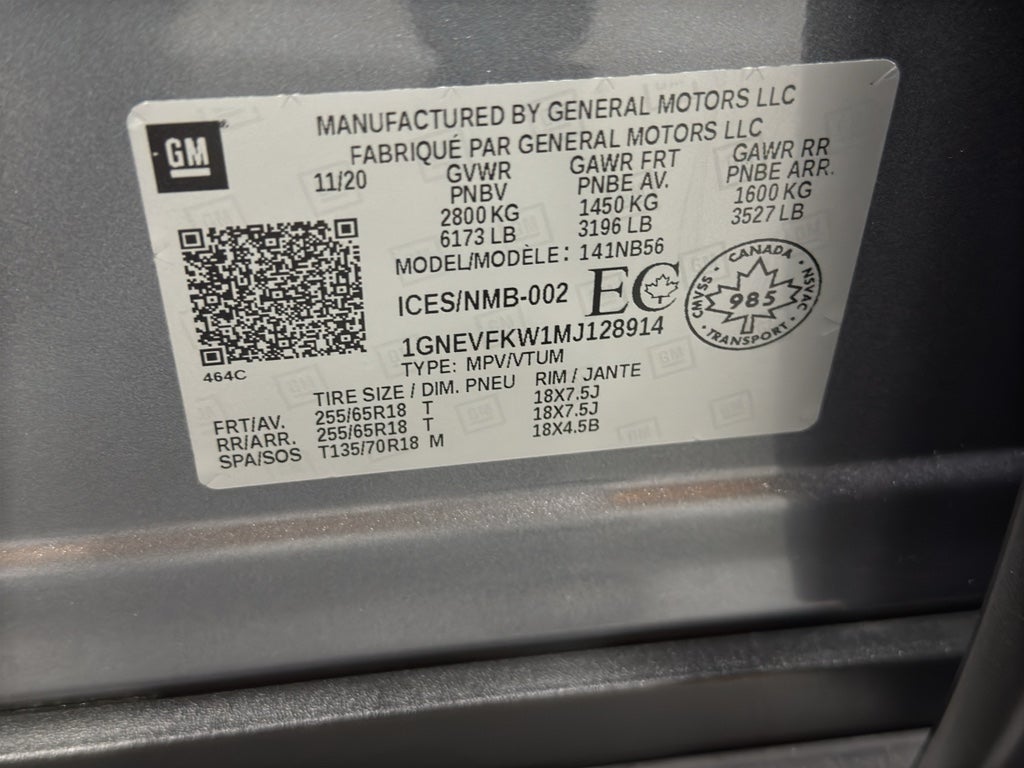 GM
MANUFACTURED BY GENERAL MOTORS LLC
FABRIQUÉ PAR GENERAL MOTORS LLC
11/20
GVWR
PNBV
2800 KG
6173 LB
GAWR FRT
PNBE AV.
1450 KG
3196 LB
GAWR RR
PNBE ARR.
1600 KG
3527 LB
MODEL/MODÈLE: 141NB56
ICES/NMB-002 EC
CANADA
CMVSS · NSVAC
985
TRANSPORT
1GNEVFKW1MJ128914
TYPE: MPV/VTUM
464C
TIRE SIZE / DIM. PNEU RIM / JANTE
FRT/AV. 255/65R18 T 18X7.5J
RR/ARR. 255/65R18 T 18X7.5J
SPA/SOS T135/70R18 M 18X4.5B